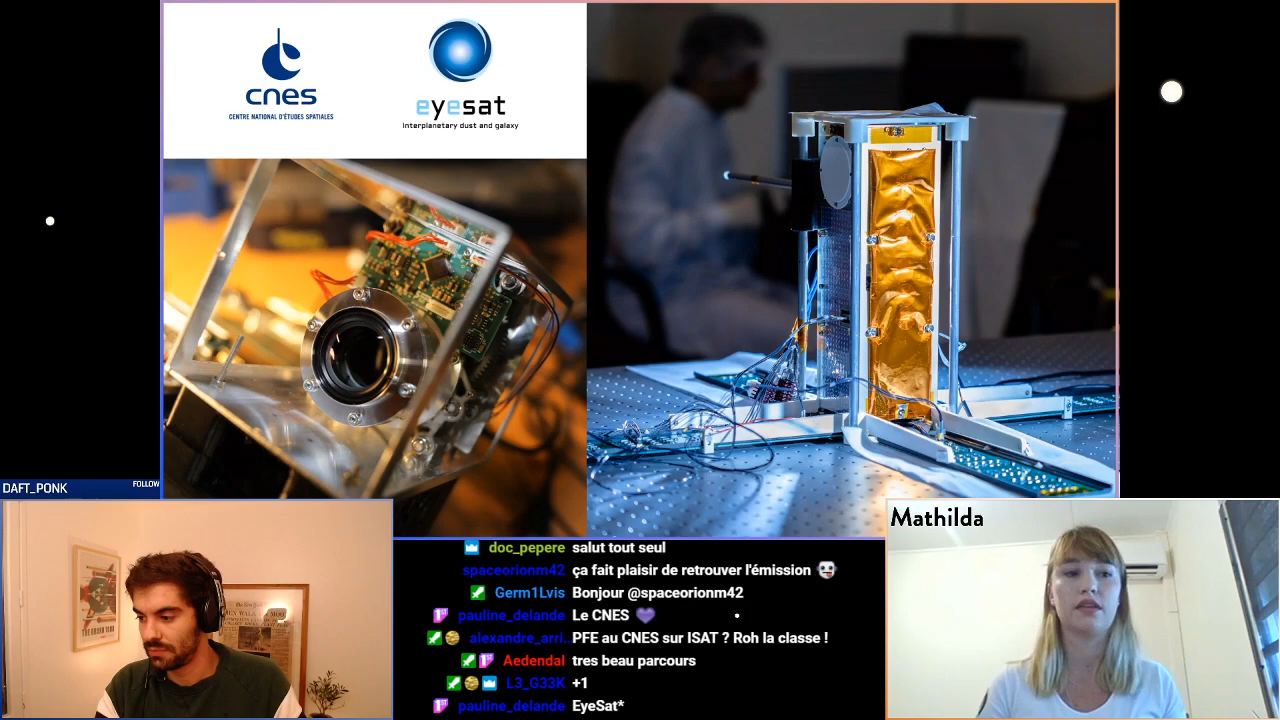 cnes
CENTRE NATIONAL D'ÉTUDES SPATIALES
eyesat
interplanetary dust and galaxy
DAFT_PONK
FOLLOW
Mathilda
doc_pepere salut tout seul
spaceorionm42 ça fait plaisir de retrouver l'émission
Germ1Lvis Bonjour @spaceorionm42
pauline_delande Le CNES
alexandre_arri... PFE au CNES sur ISAT ? Roh la classe !
Aedendal tres beau parcours
L3_G33K +1
pauline_delande EyeSat*